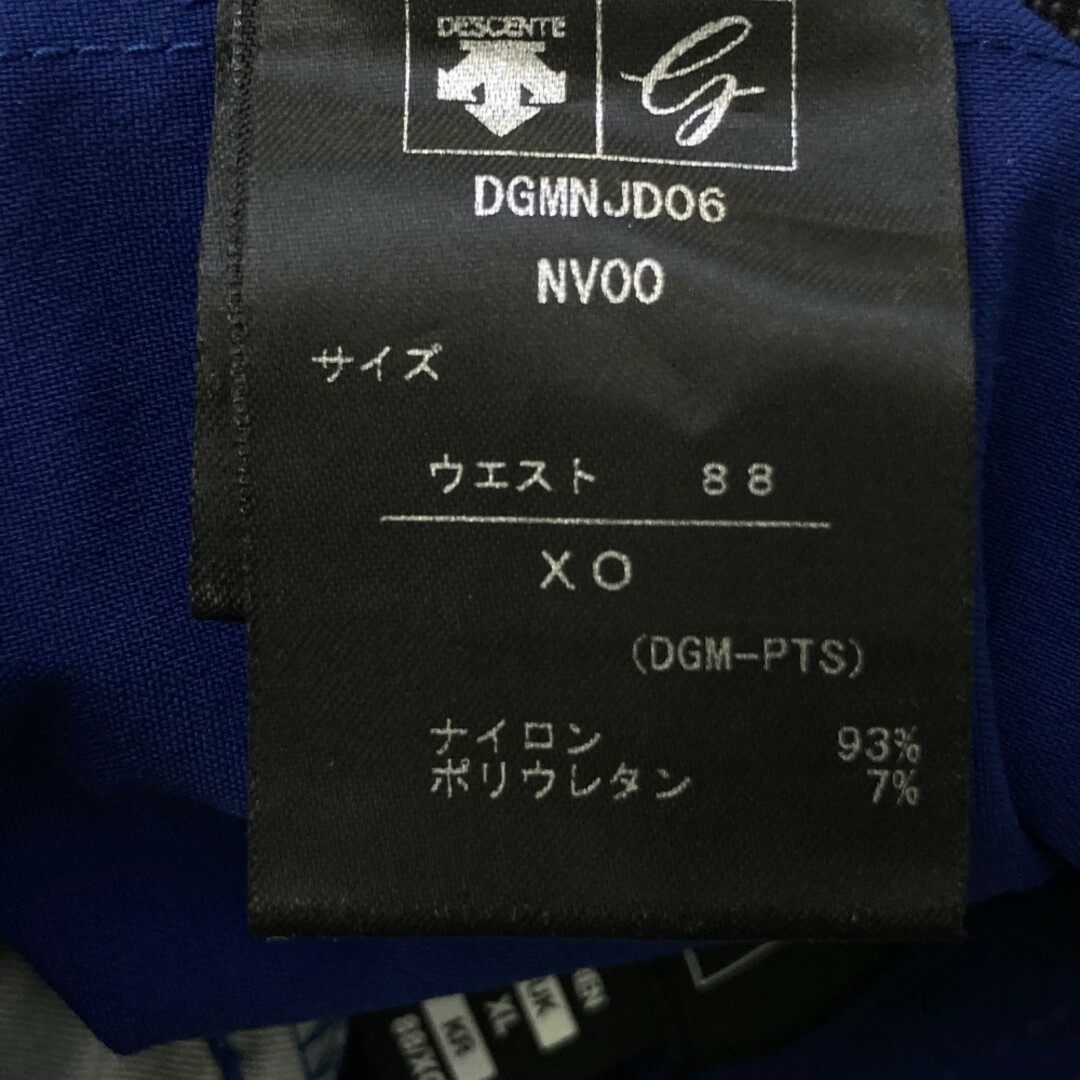 DESCENTE G
DGMNJD06
NV00
サイズ
ウエスト 88
XO
(DGM-PTS)
ナイロン 93%
ポリウレタン 7%
UK
XL
KR